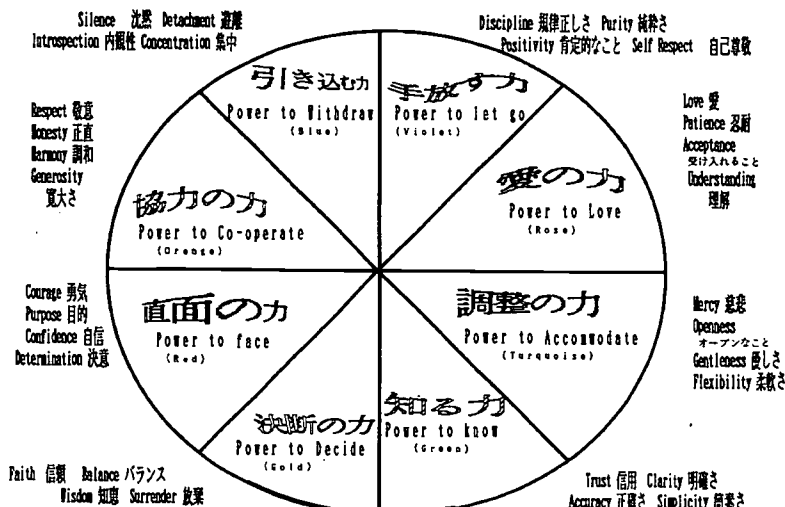 Silence 沈黙 Detachment 遊離
Introspection 内観性 Concentration 集中
Discipline 規律正しさ Purity 純粋さ
Positivity 肯定的なこと Self Respect 自己尊敬
引き込む力
Power to Withdraw
(Blue)
手放す力
Power to let go
(Violet)
Respect 敬意
Honesty 正直
Harmony 調和
Generosity
寛大さ
Love 愛
Patience 忍耐
Acceptance
受け入れること
Understanding
理解
協力の力
Power to Co-operate
(Orange)
愛の力
Power to Love
(Rose)
Courage 勇気
Purpose 目的
Confidence 自信
Determination 決意
直面の力
Power to face
(Red)
調整の力
Power to Accomodate
(Turquoise)
Mercy 慈悲
Openness
オープンなこと
Gentleness 優しさ
Flexibility 柔軟さ
決断の力
Power to Decide
(Gold)
知る力
Power to know
(Green)
Faith 信頼 Balance バランス
Wisdom 知恵 Surrender 放棄
Trust 信用 Clarity 明確さ
Accuracy 正確さ Simplicity 簡素さ